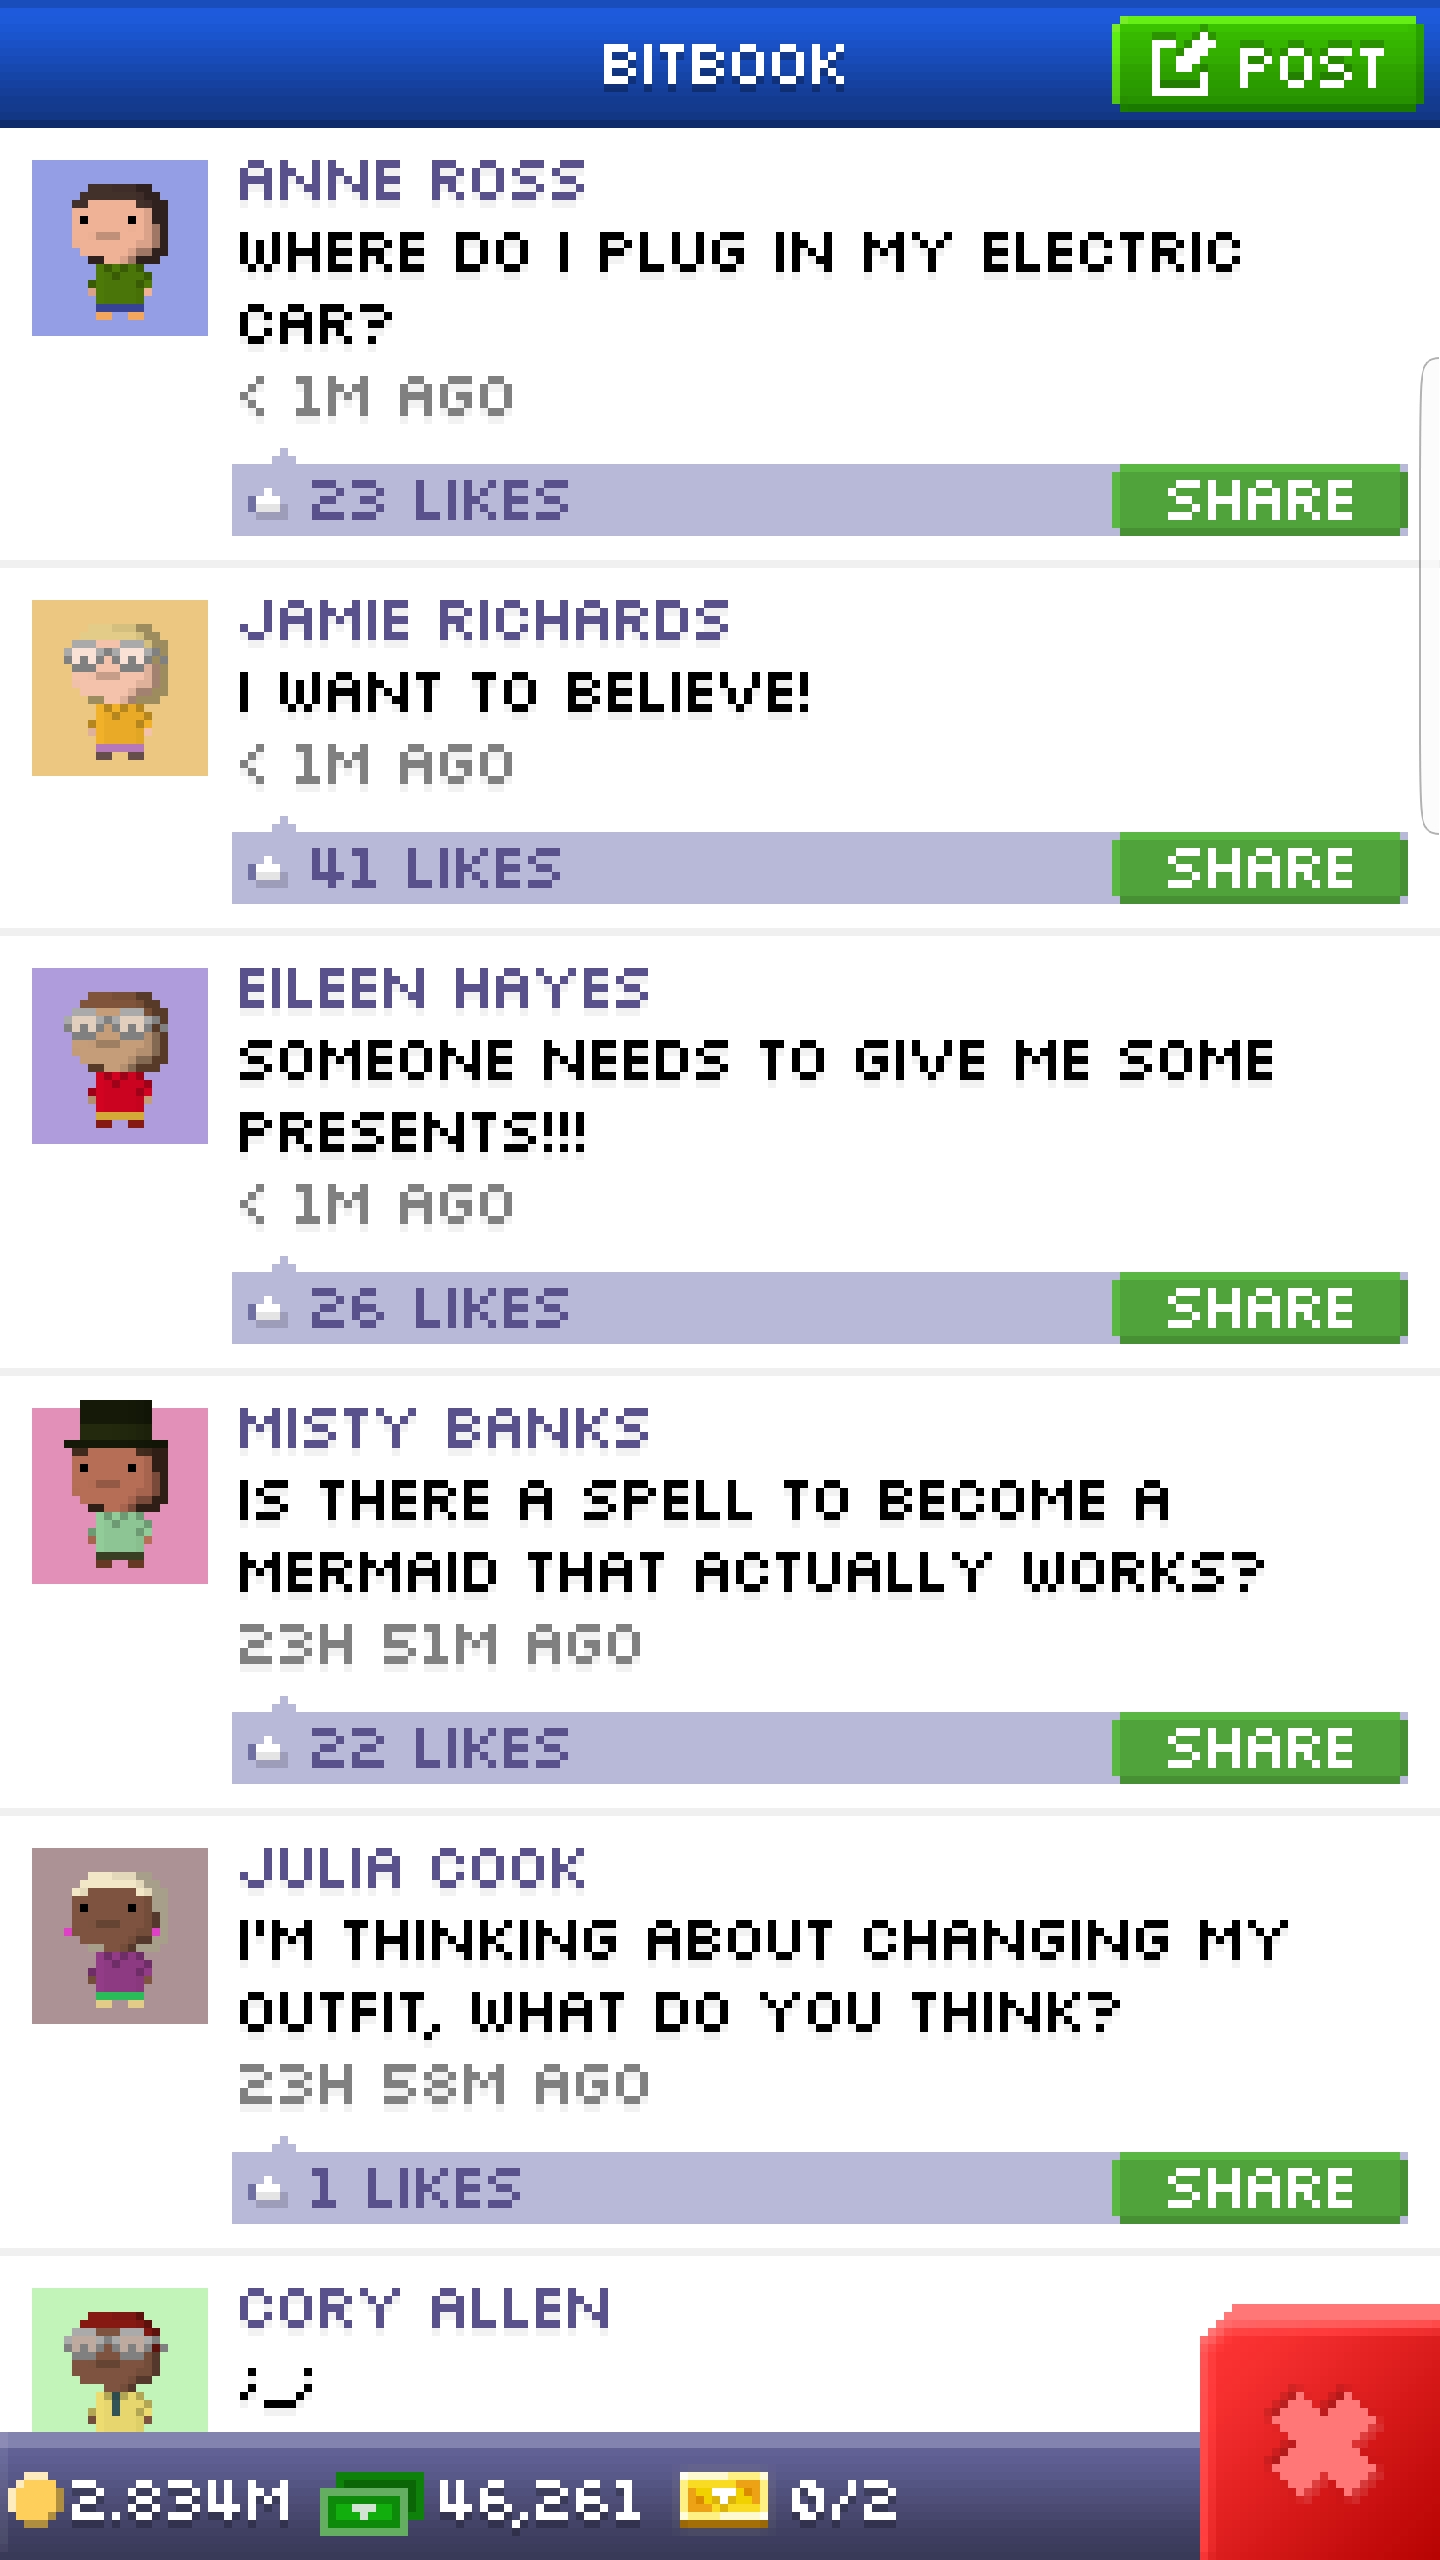 BITBOOK
POST
ANNE ROSS
WHERE DO I PLUG IN MY ELECTRIC
CAR?
< 1M AGO
23 LIKES
SHARE
JAMIE RICHARDS
I WANT TO BELIEVE!
< 1M AGO
41 LIKES
SHARE
EILEEN HAYES
SOMEONE NEEDS TO GIVE ME SOME
PRESENTS!!!
< 1M AGO
26 LIKES
SHARE
MISTY BANKS
IS THERE A SPELL TO BECOME A
MERMAID THAT ACTUALLY WORKS?
23H 51M AGO
22 LIKES
SHARE
JULIA COOK
I'M THINKING ABOUT CHANGING MY
OUTFIT, WHAT DO YOU THINK?
23H 58M AGO
1 LIKES
SHARE
CORY ALLEN
;_;
2.834M 46,261 0/2